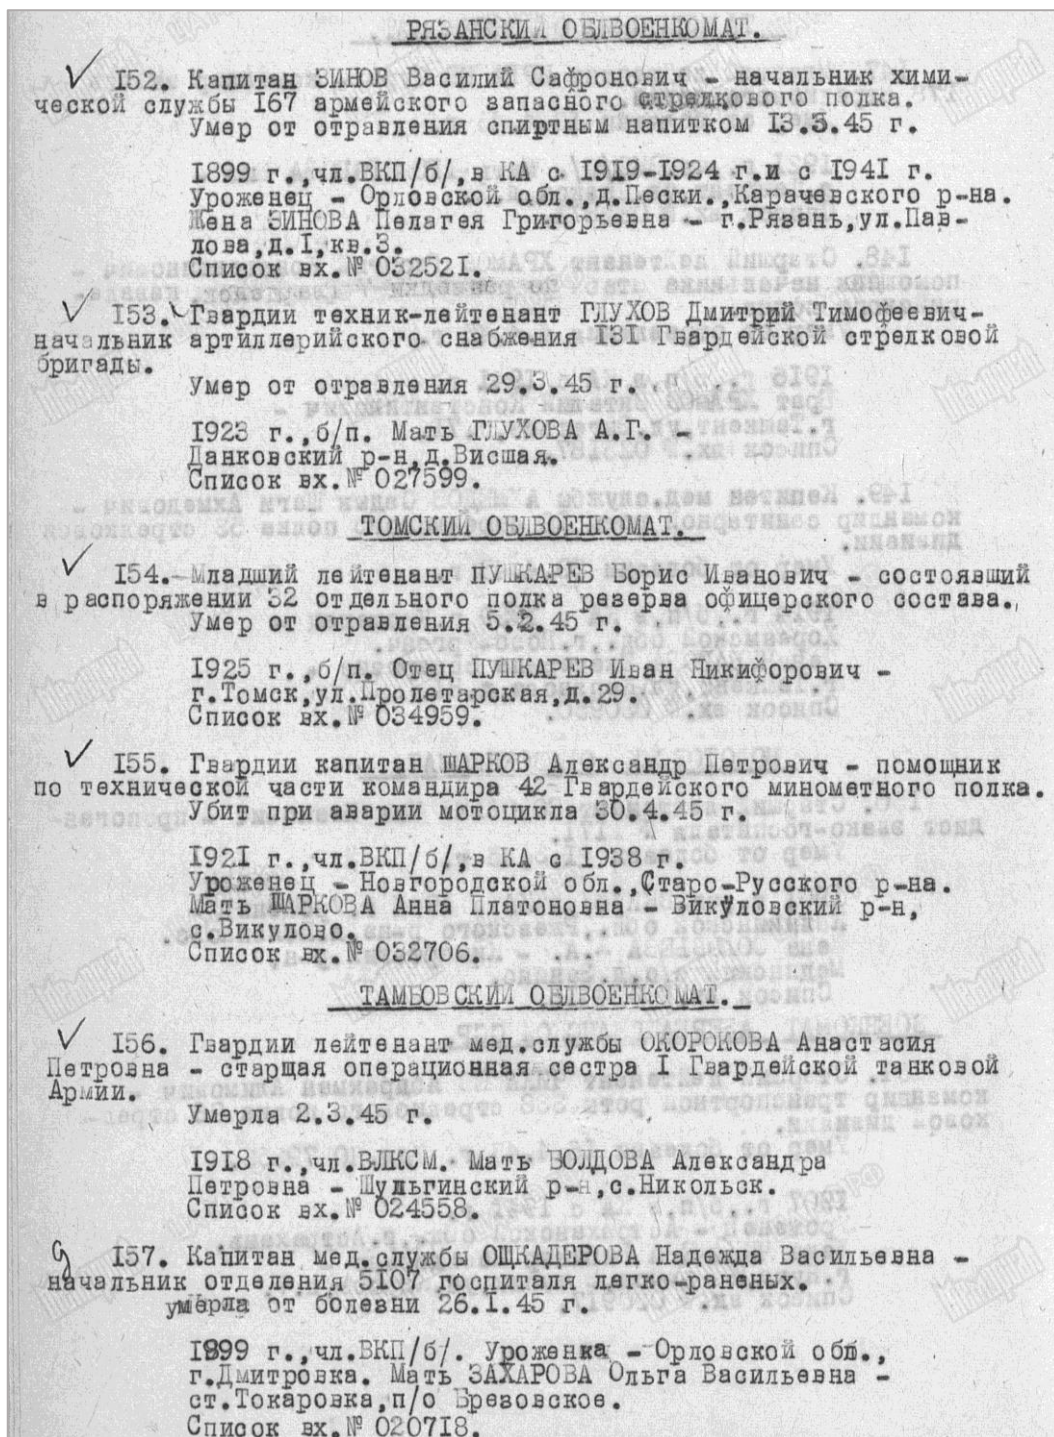 РЯЗАНСКИЙ ОБЛВОЕНКОМАТ.
152. Капитан ЗИНОВ Василий Сафронович – начальник хими-
ческой службы 167 армейского запасного стрелкового полка.
Умер от отравления спиртным напитком 13.3.45 г.
1899 г.,чл.ВКП/б/,в КА с 1919-1924 г.и с 1941 г.
Уроженец – Орловской обл.,д.Пески.,Карачевского р-на.
Жена ЗИНОВА Пелагея Григорьевна – г.Рязань,ул.Пав-
лова,д.1,кв.3.
Список вх.№ 032521.
153. Гвардии техник-лейтенант ГЛУХОВ Дмитрий Тимофеевич-
начальник артиллерийского снабжения 131 Гвардейской стрелковой
бригады.
Умер от отравления 29.3.45 г.
1923 г.,б/п. Мать ГЛУХОВА А.Г. –
Данковский р-н,д.Висшая.
Список вх.№ 027599.
ТОМСКИЙ ОБЛВОЕНКОМАТ.
154. Младший лейтенант ПУШКАРЕВ Борис Иванович – состоявший
в распоряжении 32 отдельного полка резерва офицерского состава.
Умер от отравления 5.2.45 г.
1925 г.,б/п. Отец ПУШКАРЕВ Иван Никифорович –
г.Томск,ул.Пролетарская,д.29.
Список вх.№ 034959.
155. Гвардии капитан ШАРКОВ Александр Петрович – помощник
по технической части командира 42 Гвардейского минометного полка.
Убит при аварии мотоцикла 30.4.45 г.
1921 г.,чл.ВКП/б/,в КА с 1938 г.
Уроженец – Новгородской обл.,Старо-Русского р-на.
Мать ШАРКОВА Анна Платоновна – Викуловский р-н,
с.Викулово.
Список вх.№ 032706.
ТАМБОВСКИЙ ОБЛВОЕНКОМАТ.
156. Гвардии лейтенант мед.службы ОКОРОКОВА Анастасия
Петровна – старщая операционная сестра 1 Гвардейской танковой
Армии.
Умерла 2.3.45 г.
1918 г.,чл.ВЛКСМ. Мать БОЛДОВА Александра
Петровна – Шульгинский р-н,с.Никольск.
Список вх.№ 024558.
157. Капитан мед.службы ОЩКАДЕРОВА Надежда Васильевна –
начальник отделения 5107 госпиталя легко-раненых.
умерла от болезни 26.1.45 г.
1899 г.,чл.ВКП/б/. Уроженка – Орловской обл.,
г.Дмитровка. Мать ЗАХАРОВА Ольга Васильевна –
ст.Токаровка,п/о Брезовское.
Список вх.№ 020718.